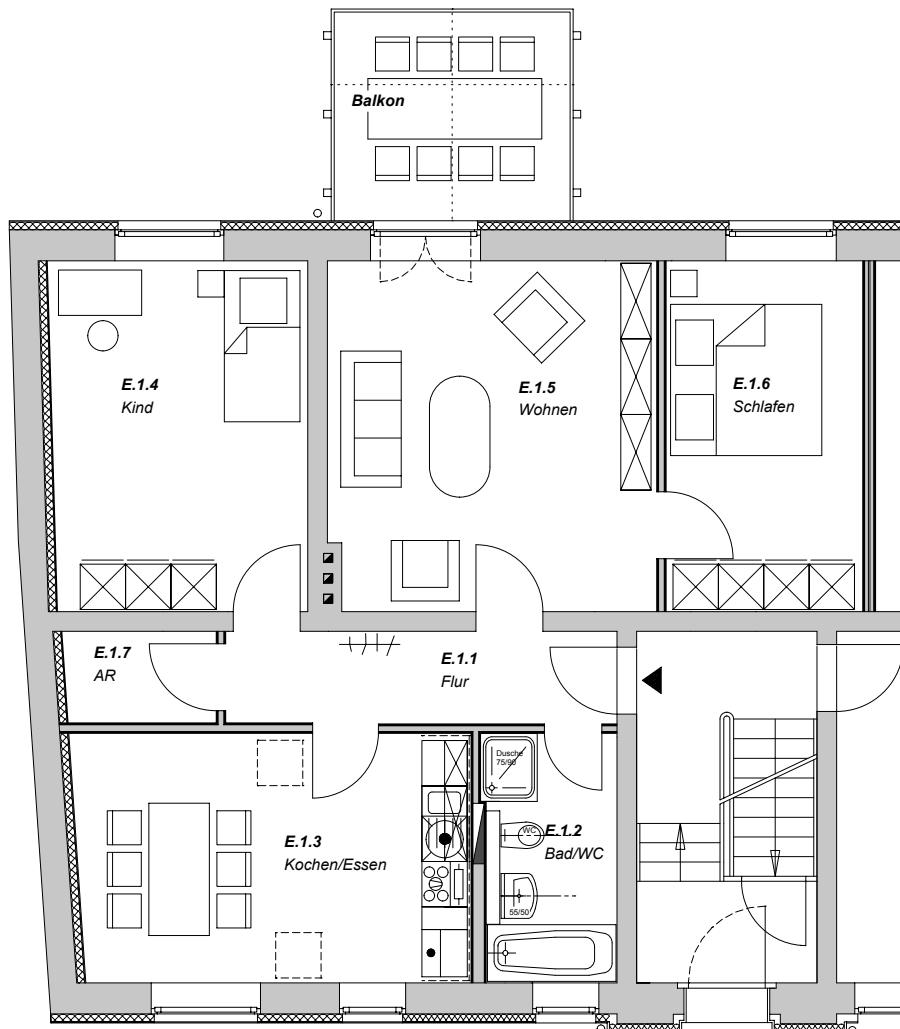 Balkon
E.1.4
Kind
E.1.5
Wohnen
E.1.6
Schlafen
E.1.7
AR
E.1.1
Flur
Dusche
75/90
E.1.3
Kochen/Essen
WC
E.1.2
Bad/WC
55/50